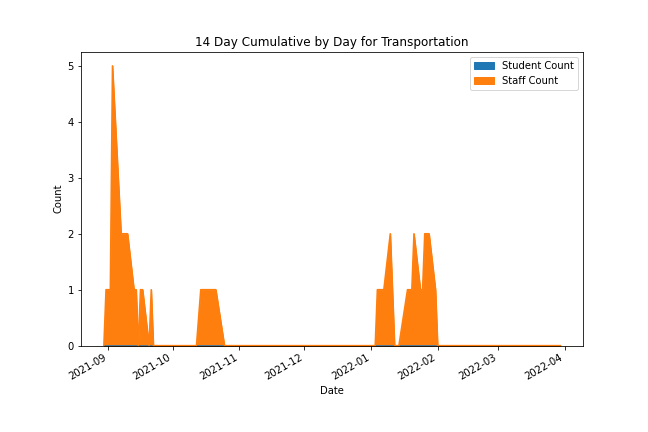 14 Day Cumulative by Day for Transportation
Student Count
Staff Count
5
4
3
2
1
0
Count
2021-09
2021-10
2021-11
2021-12
2022-01
2022-02
2022-03
2022-04
Date